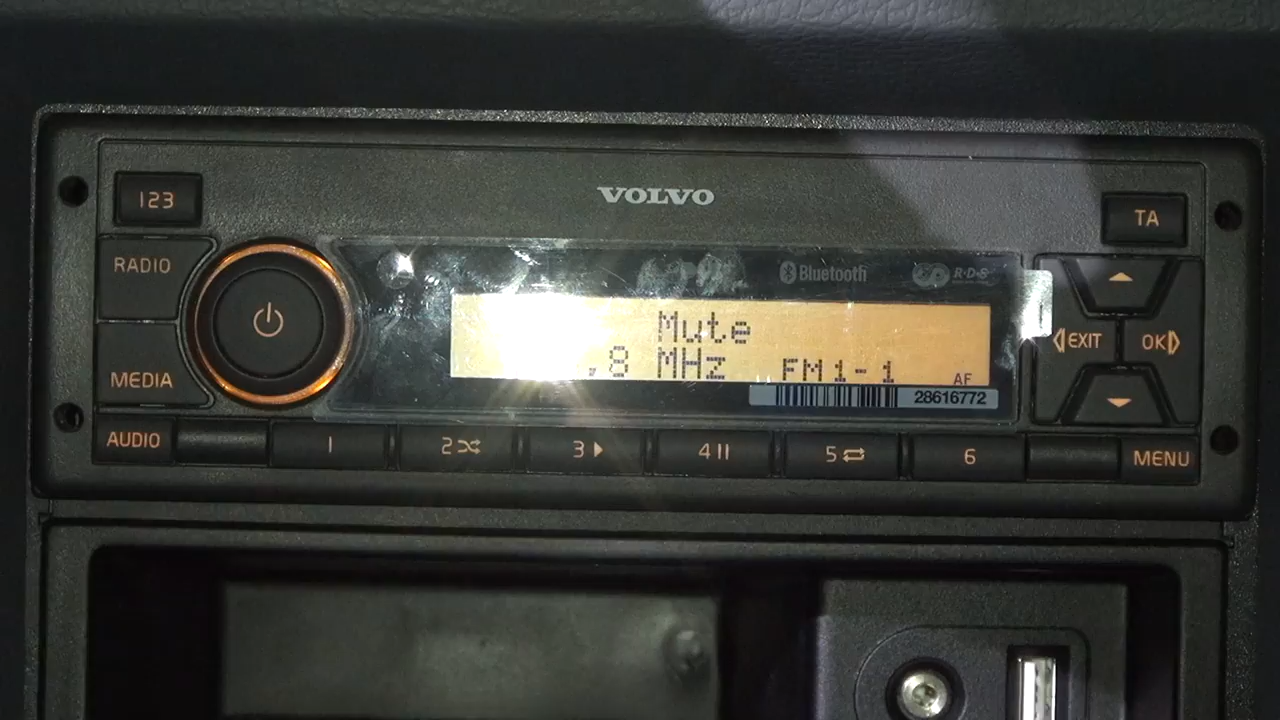 VOLVO
123
TA
RADIO
Bluetooth
R·D·S
Mute
,8 MHz FM1-1 AF
EXIT
OK
MEDIA
28616772
AUDIO
1
2
3
4
5
6
MENU